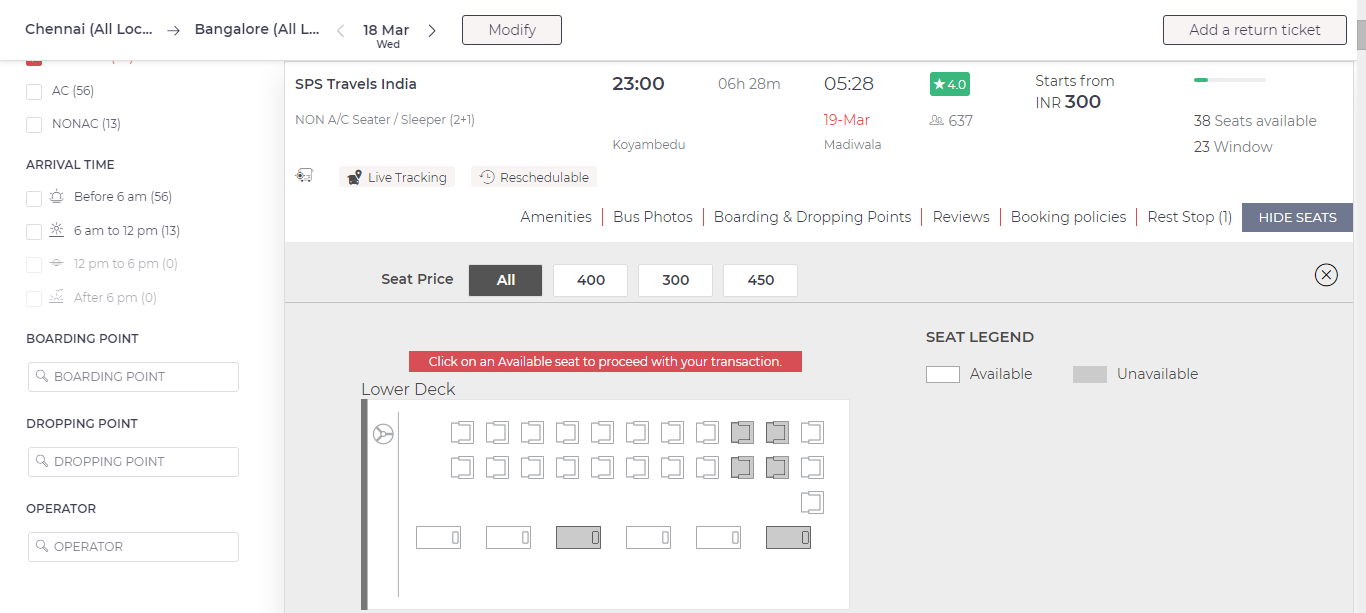 Chennai (All Loc... → Bangalore (All L... < 18 Mar > Modify Add a return ticket
Wed
AC (56)
NONAC (13)
ARRIVAL TIME
Before 6 am (56)
6 am to 12 pm (13)
12 pm to 6 pm (0)
After 6 pm (0)
BOARDING POINT
BOARDING POINT
DROPPING POINT
DROPPING POINT
OPERATOR
OPERATOR
SPS Travels India 23:00 06h 28m 05:28 ★ 4.0 Starts from
INR 300
NON A/C Seater / Sleeper (2+1) 19-Mar 637 38 Seats available
Koyambedu Madiwala 23 Window
Live Tracking Reschedulable
Amenities Bus Photos Boarding & Dropping Points Reviews Booking policies Rest Stop (1) HIDE SEATS
Seat Price All 400 300 450
SEAT LEGEND
Click on an Available seat to proceed with your transaction.
Available Unavailable
Lower Deck